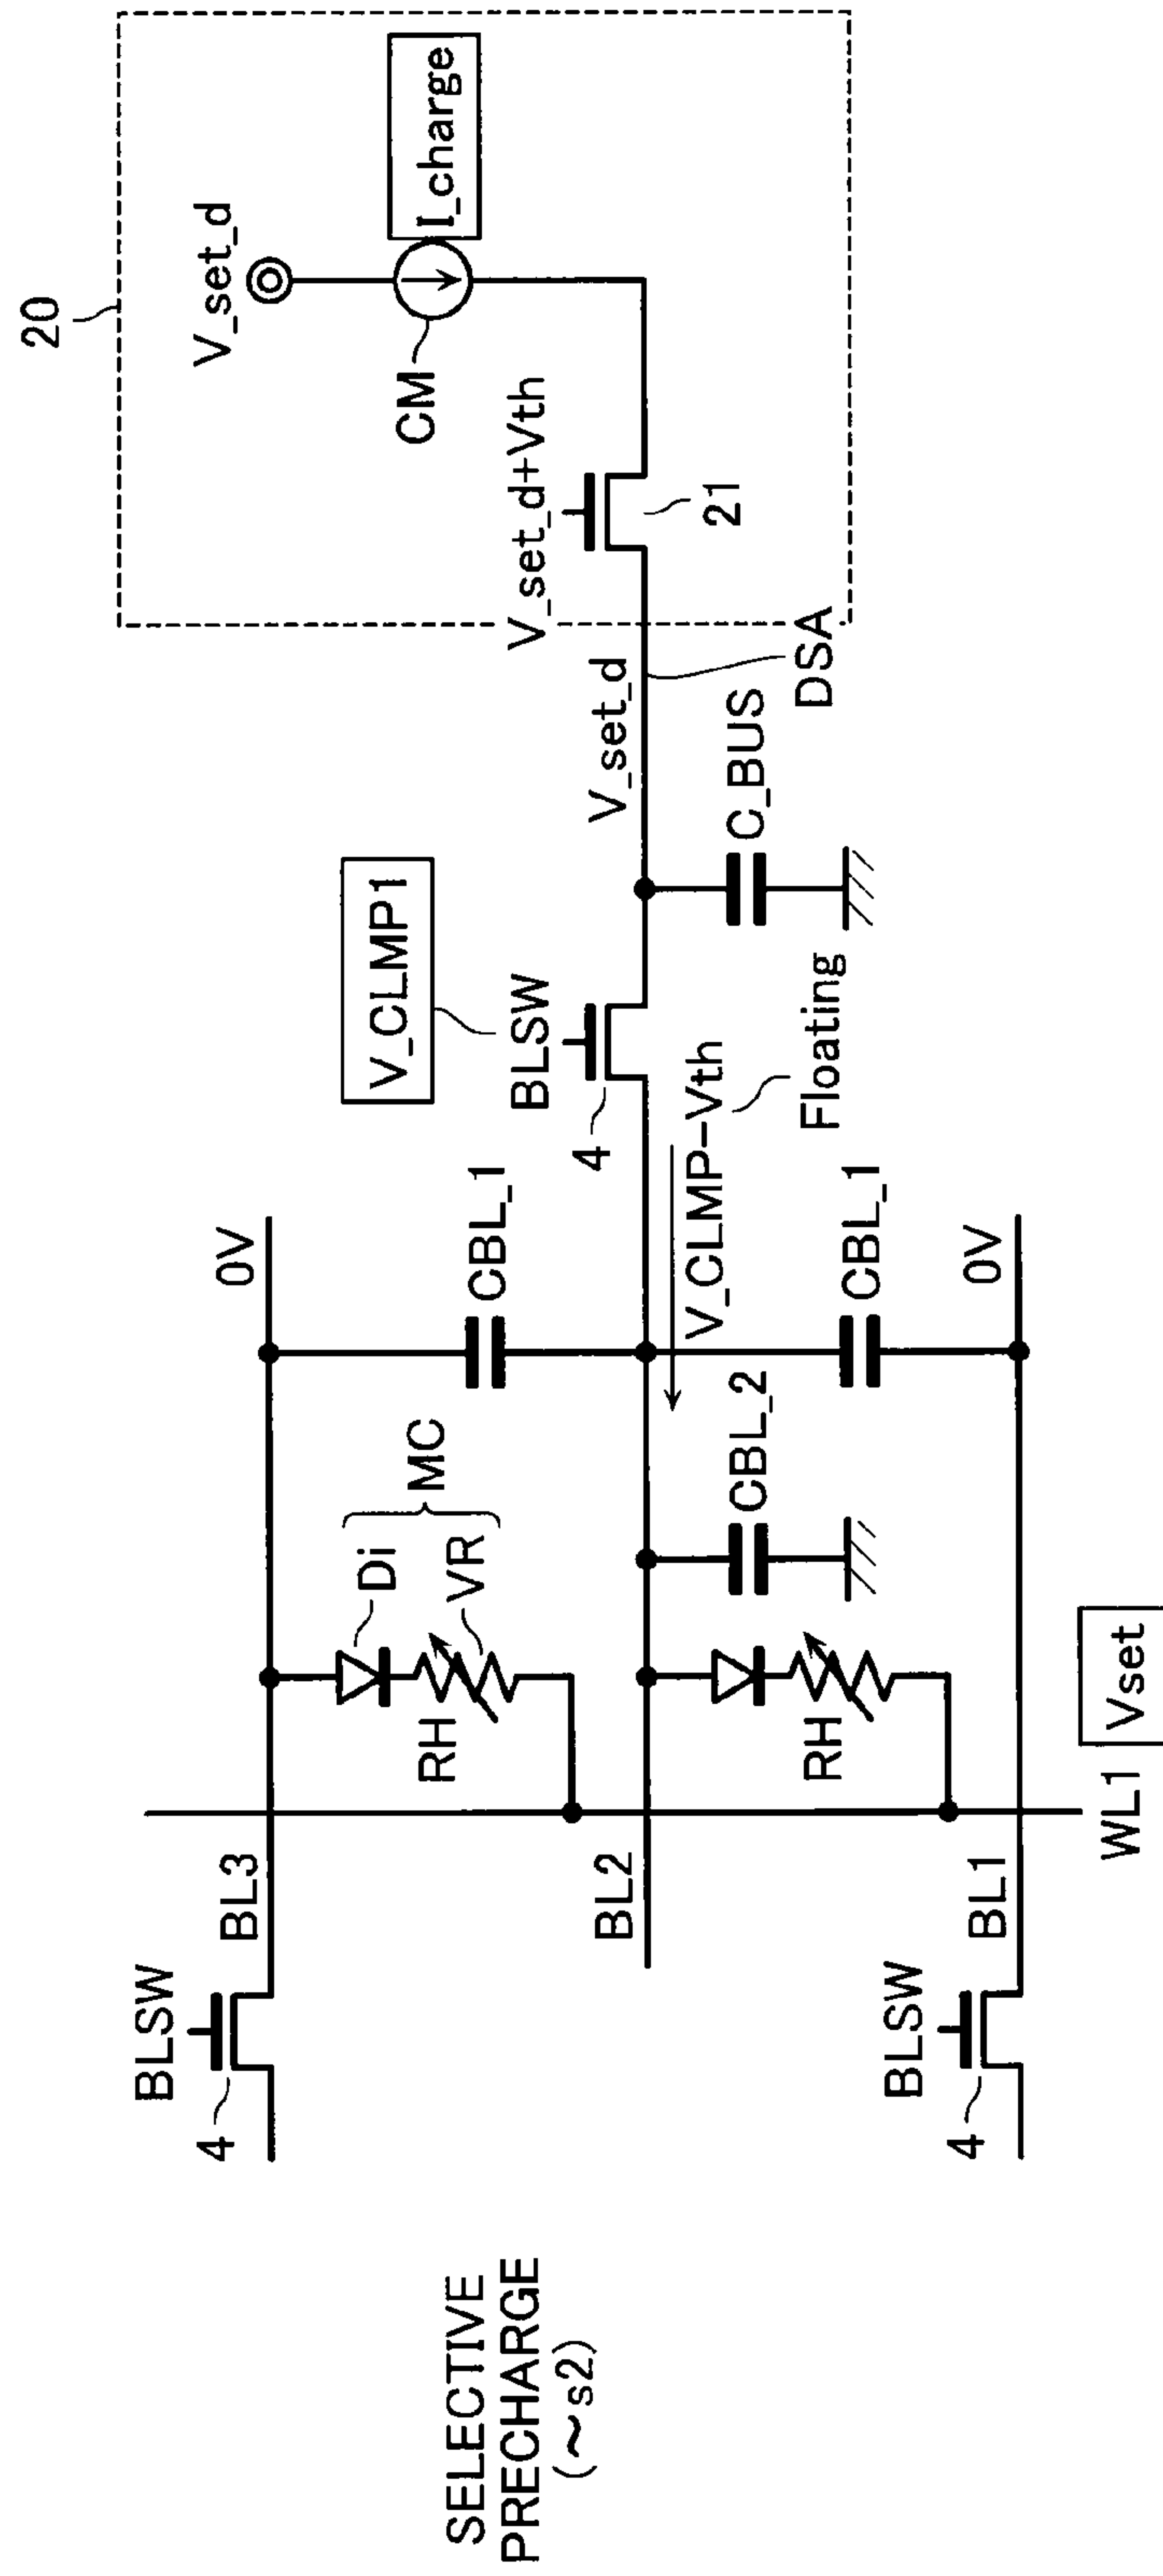 SELECTIVE
PRECHARGE
(~s2)
BLSW
4
BL3
0V
Di
VR
MC
RH
CBL_1
BL2
RH
CBL_2
V_CLMP-Vth
Floating
CBL_1
4
BLSW
V_CLMP1
V_set_d
C_BUS
DSA
20
V_set_d
CM
I_charge
V_set_d+Vth
21
BLSW
4
BL1
0V
WL1
Vset